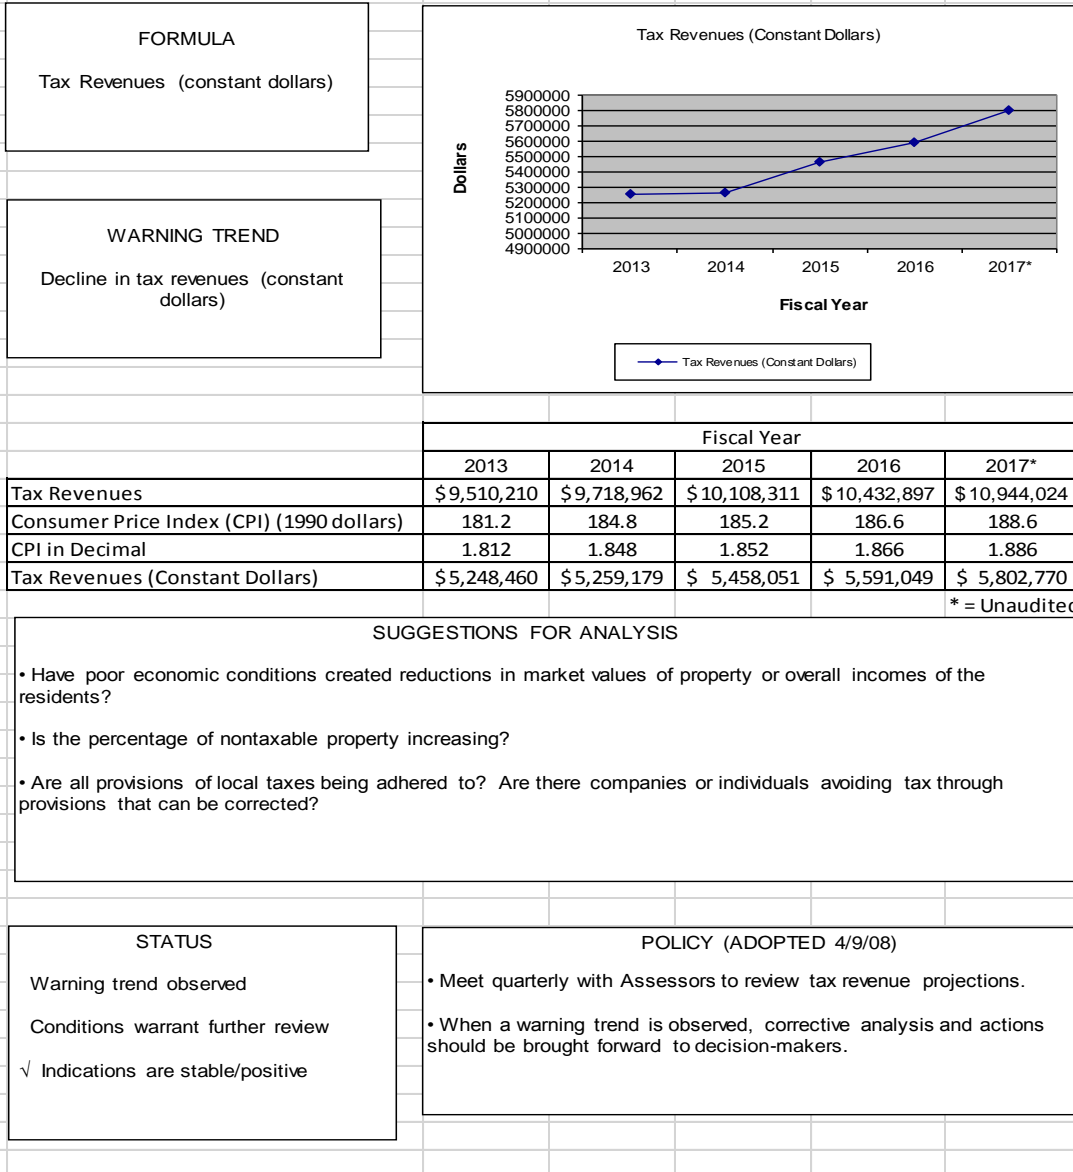 FORMULA
Tax Revenues (constant dollars)
WARNING TREND
Decline in tax revenues (constant
dollars)
Tax Revenues (Constant Dollars)
Dollars
5900000
5800000
5700000
5600000
5500000
5400000
5300000
5200000
5100000
5000000
4900000
2013 2014 2015 2016 2017*
Fiscal Year
Tax Revenues (Constant Dollars)
Fiscal Year
2013 2014 2015 2016 2017*
Tax Revenues $9,510,210 $9,718,962 $10,108,311 $10,432,897 $10,944,024
Consumer Price Index (CPI) (1990 dollars) 181.2 184.8 185.2 186.6 188.6
CPI in Decimal 1.812 1.848 1.852 1.866 1.886
Tax Revenues (Constant Dollars) $5,248,460 $5,259,179 $ 5,458,051 $ 5,591,049 $ 5,802,770
* = Unaudited
SUGGESTIONS FOR ANALYSIS
• Have poor economic conditions created reductions in market values of property or overall incomes of the
residents?
• Is the percentage of nontaxable property increasing?
• Are all provisions of local taxes being adhered to? Are there companies or individuals avoiding tax through
provisions that can be corrected?
STATUS
Warning trend observed
Conditions warrant further review
√ Indications are stable/positive
POLICY (ADOPTED 4/9/08)
• Meet quarterly with Assessors to review tax revenue projections.
• When a warning trend is observed, corrective analysis and actions
should be brought forward to decision-makers.